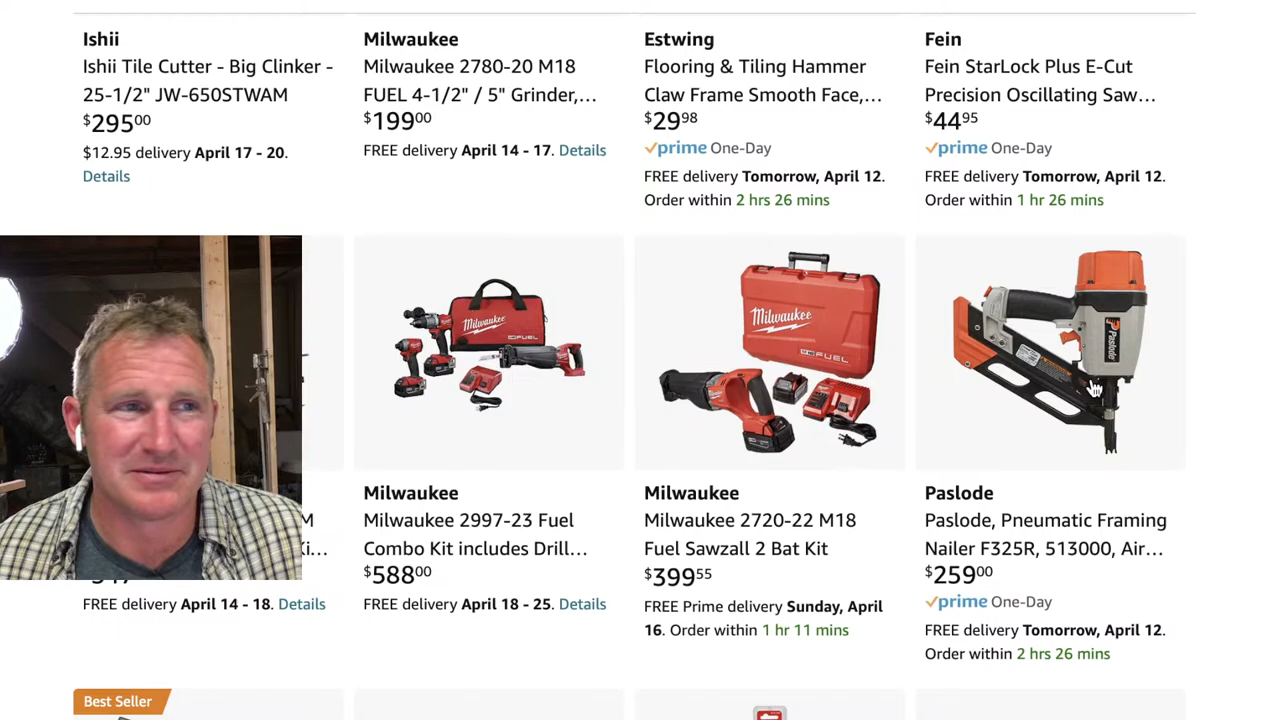 Ishii
Ishii Tile Cutter - Big Clinker -
25-1/2" JW-650STWAM
$29500
$12.95 delivery April 17 - 20.
Details
Milwaukee
Milwaukee 2780-20 M18
FUEL 4-1/2" / 5" Grinder,...
$19900
FREE delivery April 14 - 17. Details
Estwing
Flooring & Tiling Hammer
Claw Frame Smooth Face,...
$2998
prime One-Day
FREE delivery Tomorrow, April 12.
Order within 2 hrs 26 mins
Fein
Fein StarLock Plus E-Cut
Precision Oscillating Saw...
$4495
prime One-Day
FREE delivery Tomorrow, April 12.
Order within 1 hr 26 mins
FREE delivery April 14 - 18. Details
Milwaukee
FUEL
Milwaukee
Milwaukee 2997-23 Fuel
Combo Kit includes Drill...
$58800
FREE delivery April 18 - 25. Details
Milwaukee
FUEL
Milwaukee
Milwaukee 2720-22 M18
Fuel Sawzall 2 Bat Kit
$39955
FREE Prime delivery Sunday, April
16. Order within 1 hr 11 mins
Paslode
Paslode
Paslode, Pneumatic Framing
Nailer F325R, 513000, Air...
$25900
prime One-Day
FREE delivery Tomorrow, April 12.
Order within 2 hrs 26 mins
Best Seller